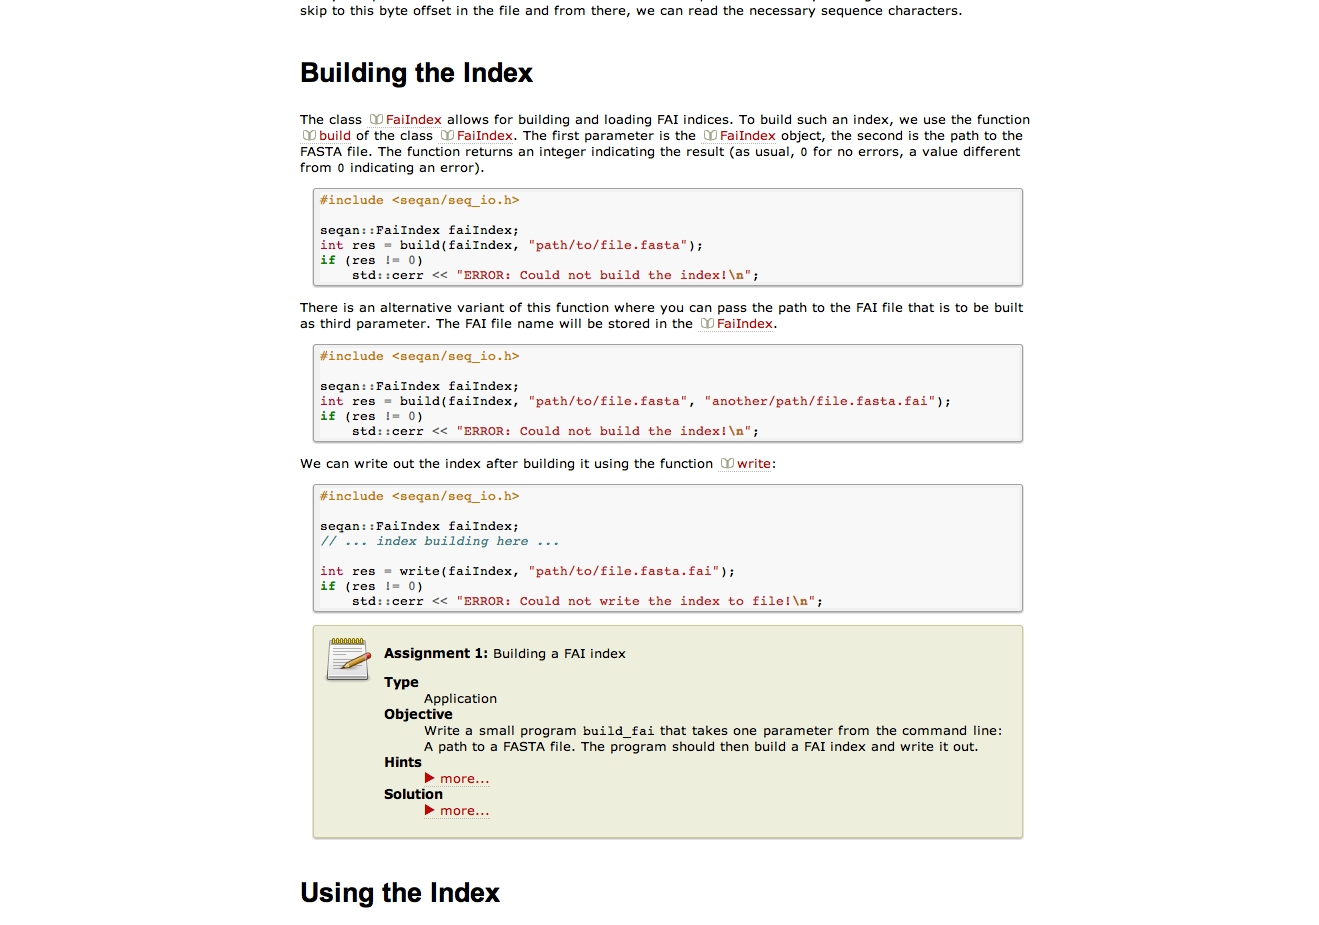 skip to this byte offset in the file and from there, we can read the necessary sequence characters.
Building the Index
The class FaiIndex allows for building and loading FAI indices. To build such an index, we use the function
build of the class FaiIndex. The first parameter is the FaiIndex object, the second is the path to the
FASTA file. The function returns an integer indicating the result (as usual, 0 for no errors, a value different
from 0 indicating an error).
#include <seqan/seq_io.h>
seqan::FaiIndex faiIndex;
int res = build(faiIndex, "path/to/file.fasta");
if (res != 0)
    std::cerr << "ERROR: Could not build the index!\n";
There is an alternative variant of this function where you can pass the path to the FAI file that is to be built
as third parameter. The FAI file name will be stored in the FaiIndex.
#include <seqan/seq_io.h>
seqan::FaiIndex faiIndex;
int res = build(faiIndex, "path/to/file.fasta", "another/path/file.fasta.fai");
if (res != 0)
    std::cerr << "ERROR: Could not build the index!\n";
We can write out the index after building it using the function write:
#include <seqan/seq_io.h>
seqan::FaiIndex faiIndex;
// ... index building here ...
int res = write(faiIndex, "path/to/file.fasta.fai");
if (res != 0)
    std::cerr << "ERROR: Could not write the index to file!\n";
Assignment 1: Building a FAI index
Type
Application
Objective
Write a small program build_fai that takes one parameter from the command line:
A path to a FASTA file. The program should then build a FAI index and write it out.
Hints
▶ more...
Solution
▶ more...
Using the Index